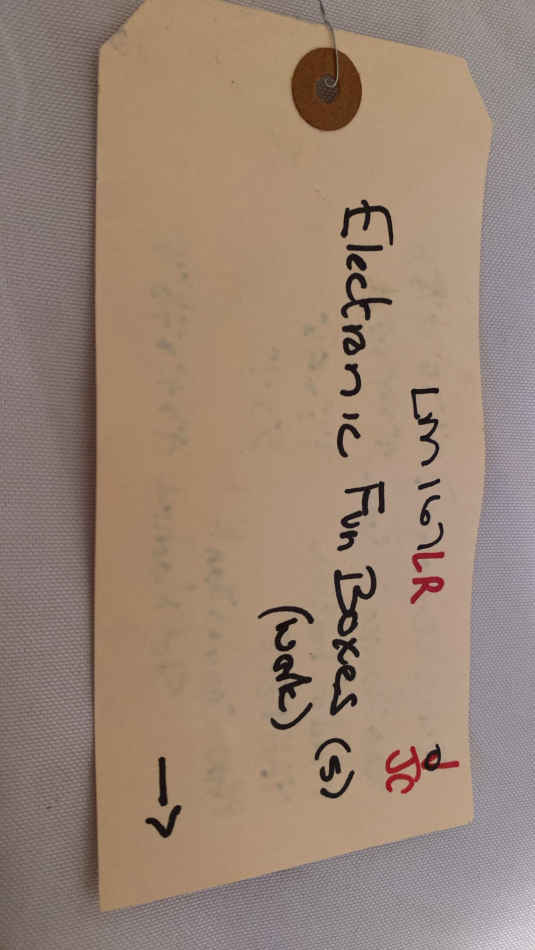 LM167LR
JC
Electronic Fun Boxes (s)
(work)
→